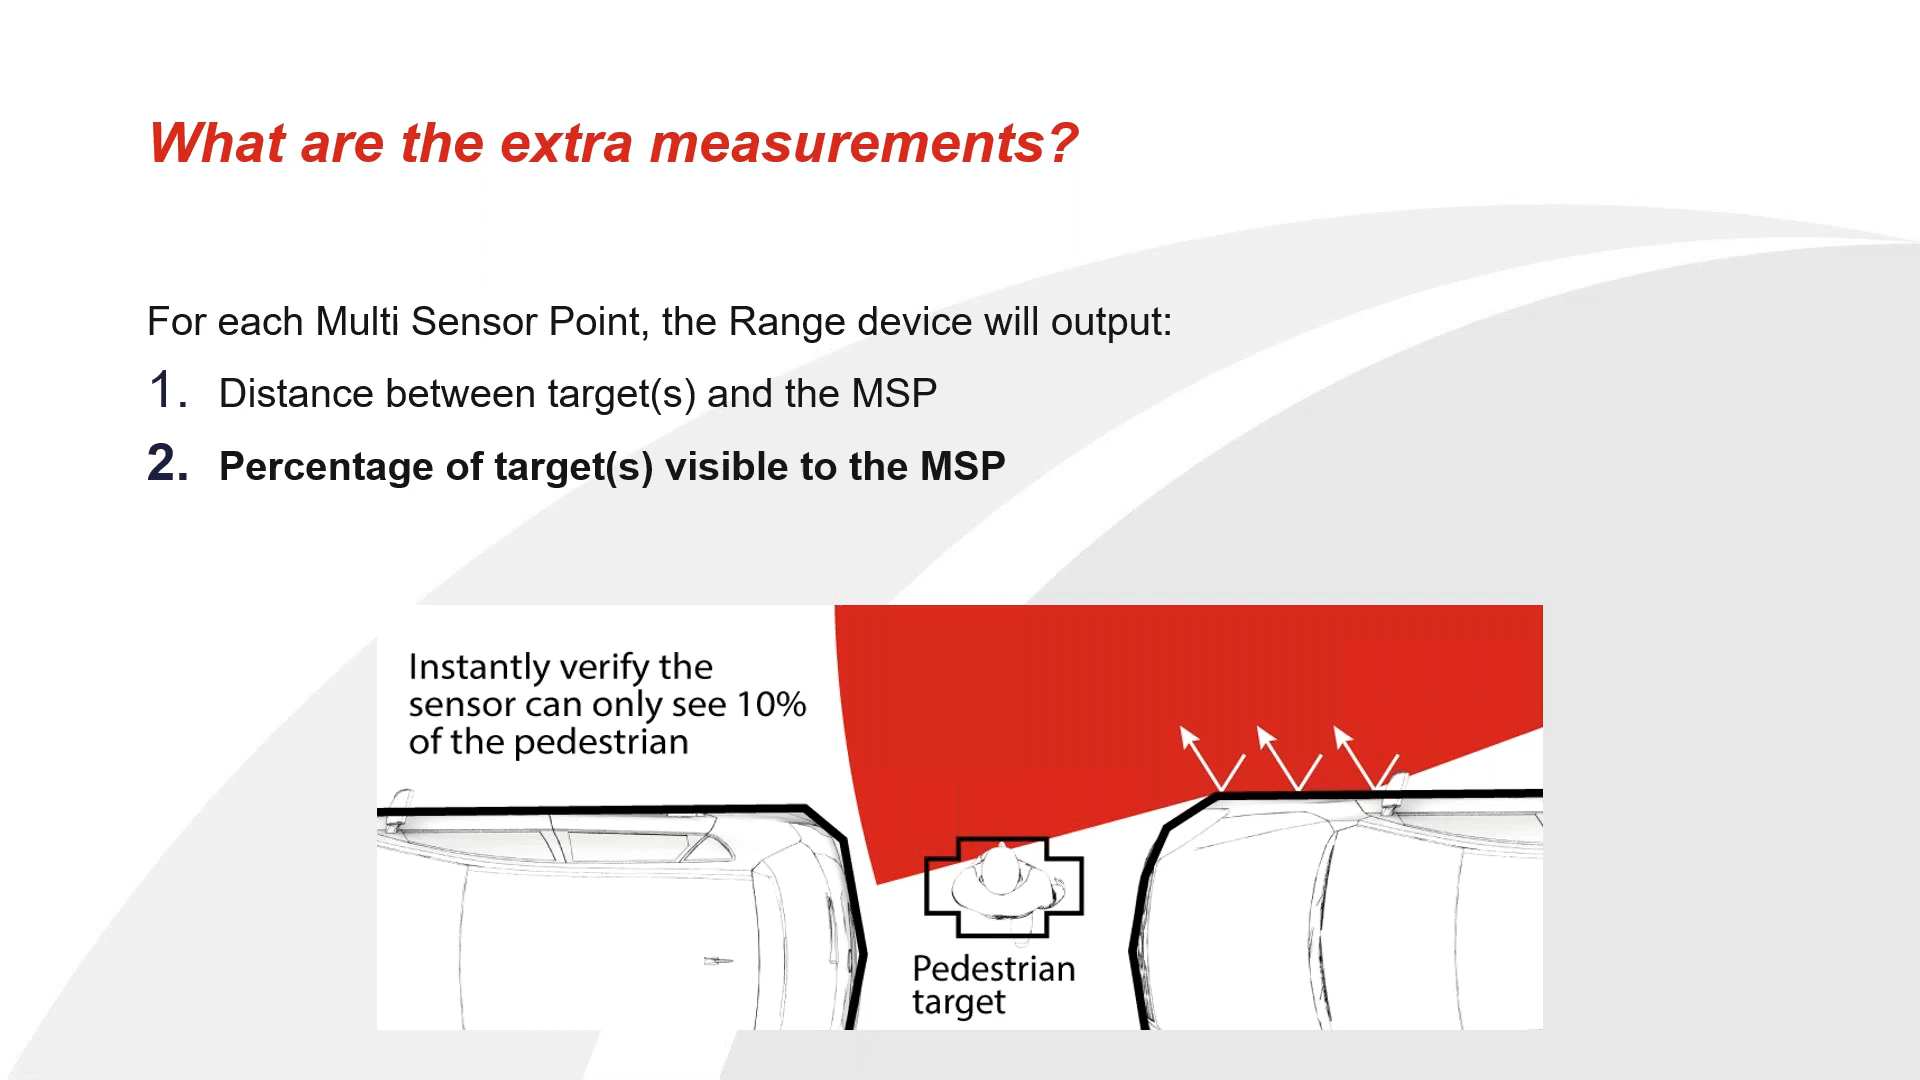 What are the extra measurements?
For each Multi Sensor Point, the Range device will output:
1. Distance between target(s) and the MSP
2. Percentage of target(s) visible to the MSP
Instantly verify the
sensor can only see 10%
of the pedestrian
Pedestrian
target